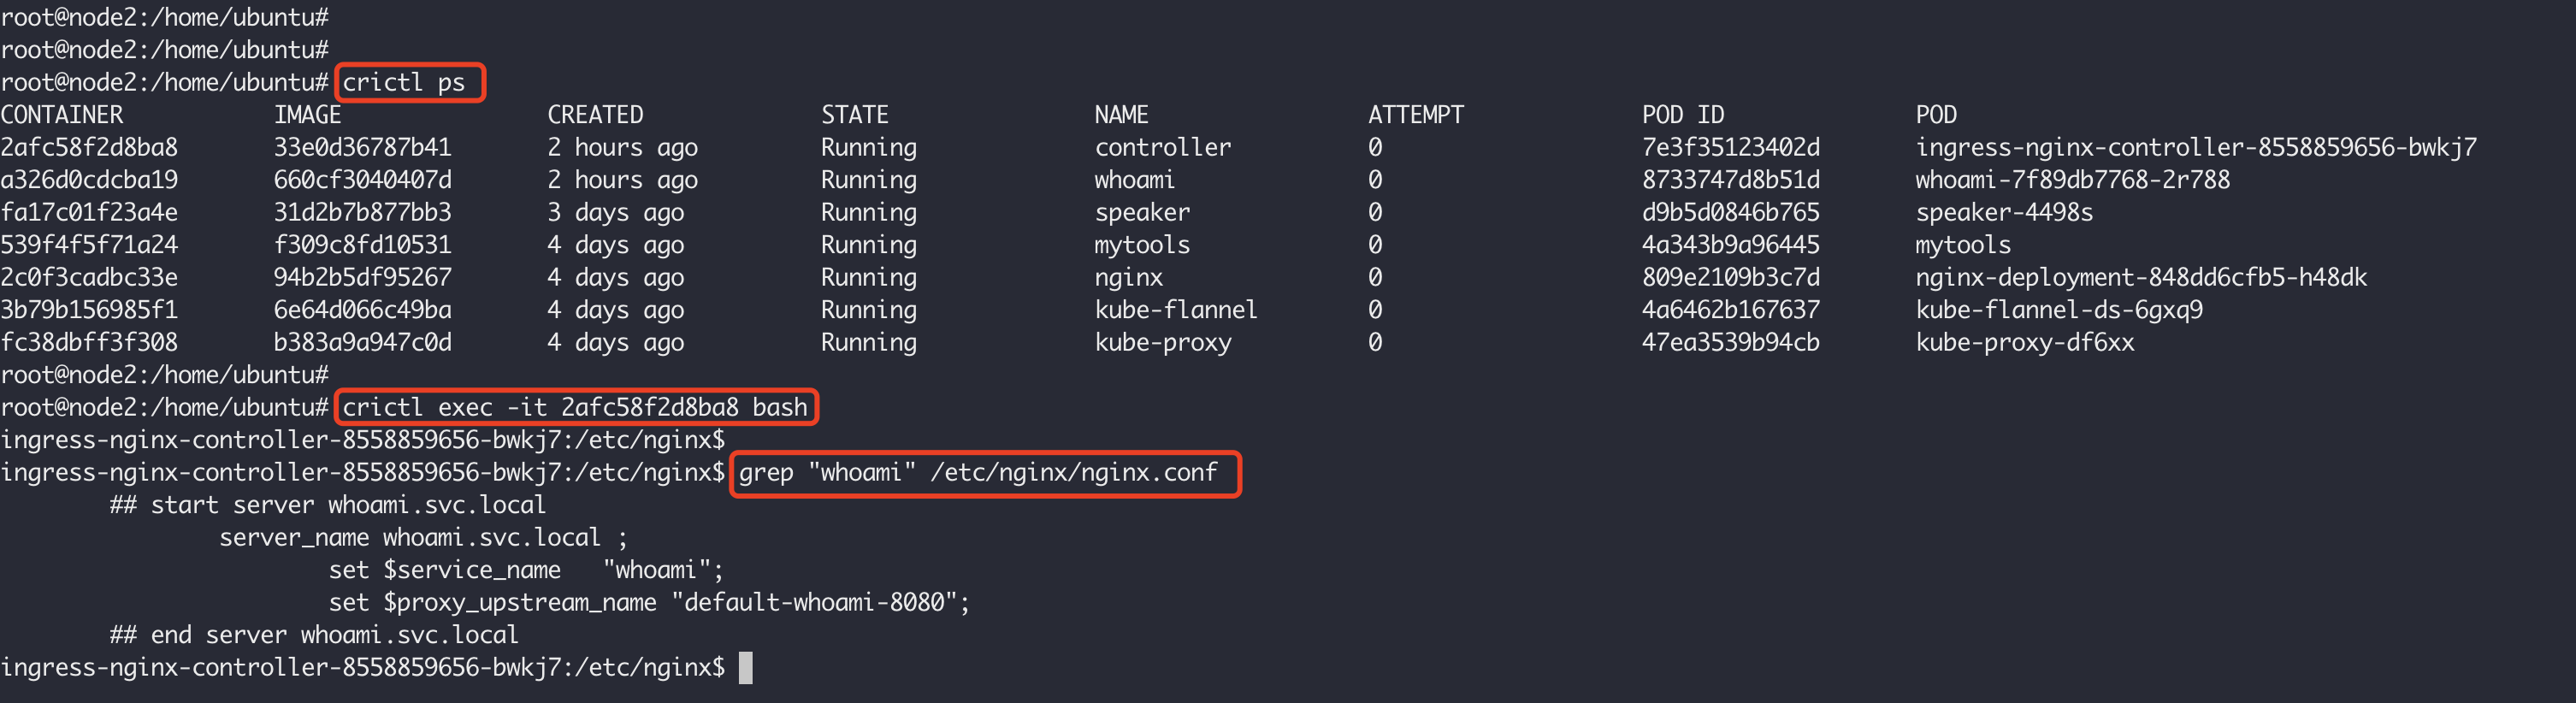 root@node2:/home/ubuntu#
root@node2:/home/ubuntu#
root@node2:/home/ubuntu# crictl ps
CONTAINER IMAGE CREATED STATE NAME ATTEMPT POD ID POD
2afc58f2d8ba8 33e0d36787b41 2 hours ago Running controller 0 7e3f35123402d ingress-nginx-controller-8558859656-bwkj7
a326d0cdcba19 660cf3040407d 2 hours ago Running whoami 0 8733747d8b51d whoami-7f89db7768-2r788
fa17c01f23a4e 31d2b7b877bb3 3 days ago Running speaker 0 d9b5d0846b765 speaker-4498s
539f4f5f71a24 f309c8fd10531 4 days ago Running mytools 0 4a343b9a96445 mytools
2c0f3cadbc33e 94b2b5df95267 4 days ago Running nginx 0 809e2109b3c7d nginx-deployment-848dd6cfb5-h48dk
3b79b156985f1 6e64d066c49ba 4 days ago Running kube-flannel 0 4a6462b167637 kube-flannel-ds-6gxq9
fc38dbff3f308 b383a9a947c0d 4 days ago Running kube-proxy 0 47ea3539b94cb kube-proxy-df6xx
root@node2:/home/ubuntu#
root@node2:/home/ubuntu# crictl exec -it 2afc58f2d8ba8 bash
ingress-nginx-controller-8558859656-bwkj7:/etc/nginx$
ingress-nginx-controller-8558859656-bwkj7:/etc/nginx$ grep "whoami" /etc/nginx/nginx.conf
## start server whoami.svc.local
server_name whoami.svc.local ;
set $service_name "whoami";
set $proxy_upstream_name "default-whoami-8080";
## end server whoami.svc.local
ingress-nginx-controller-8558859656-bwkj7:/etc/nginx$